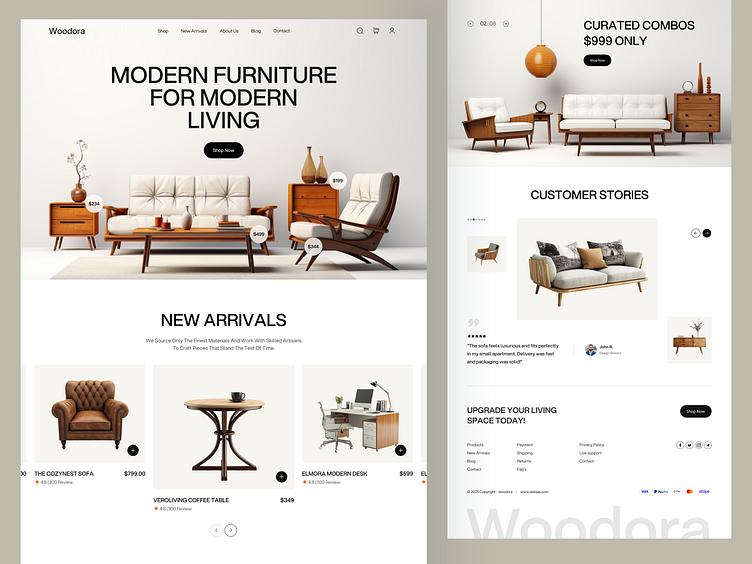 Woodora
Shop New Arrivals About Us Blog Contact
MODERN FURNITURE
FOR MODERN
LIVING
Shop Now
$199
$234
$499
$344
NEW ARRIVALS
We Source Only The Finest Materials And Work With Skilled Artisans
To Craft Pieces That Stand The Test Of Time.
THE COZYNEST SOFA $799.00
4.8 (300 Review
VEROLIVING COFFEE TABLE $349
4.8 (300 Review
ELMORA MODERN DESK $599
4.8 (300 Review
02/08
CURATED COMBOS
$999 ONLY
Shop Now
CUSTOMER STORIES
"The sofa feels luxurious and fits perfectly
in my small apartment. Delivery was fast
and packaging was solid!"
John R.
Design Director
UPGRADE YOUR LIVING
SPACE TODAY!
Shop Now
Products Payment Privacy Policy
New Arrivals Shipping Live support
Blog Returns Contact
Contact Faq's
© 2025 Copyright - woodora
VISA PayPal stripe
Woodora